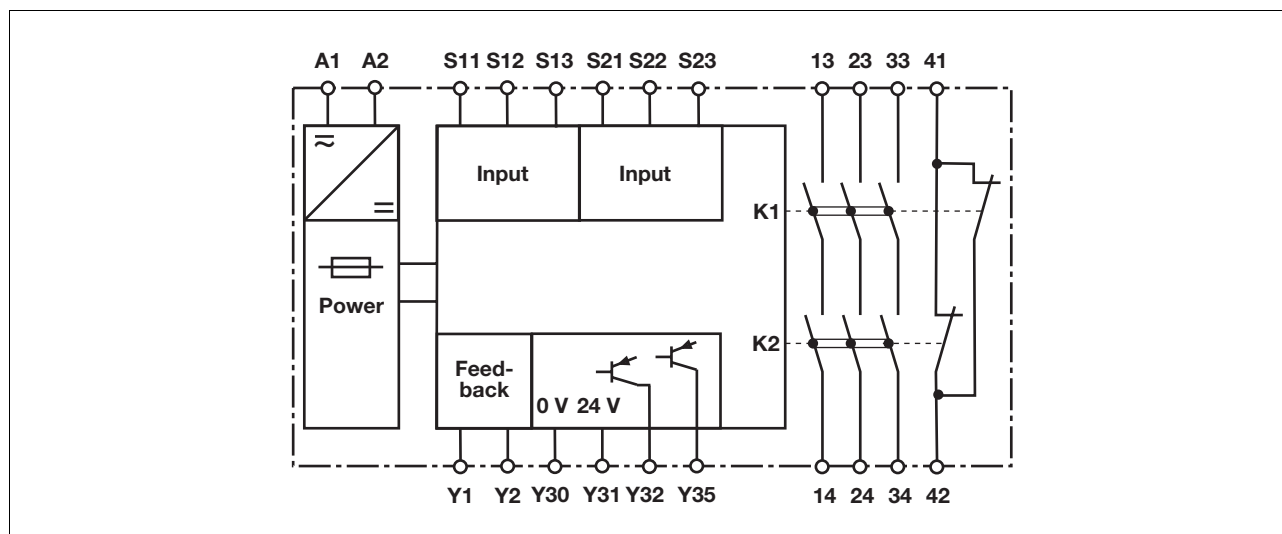 A1 A2 S11 S12 S13 S21 S22 S23 13 23 33 41
Input Input
K1
Power
K2
Feed-
back
0 V 24 V
Y1 Y2 Y30 Y31 Y32 Y35 14 24 34 42